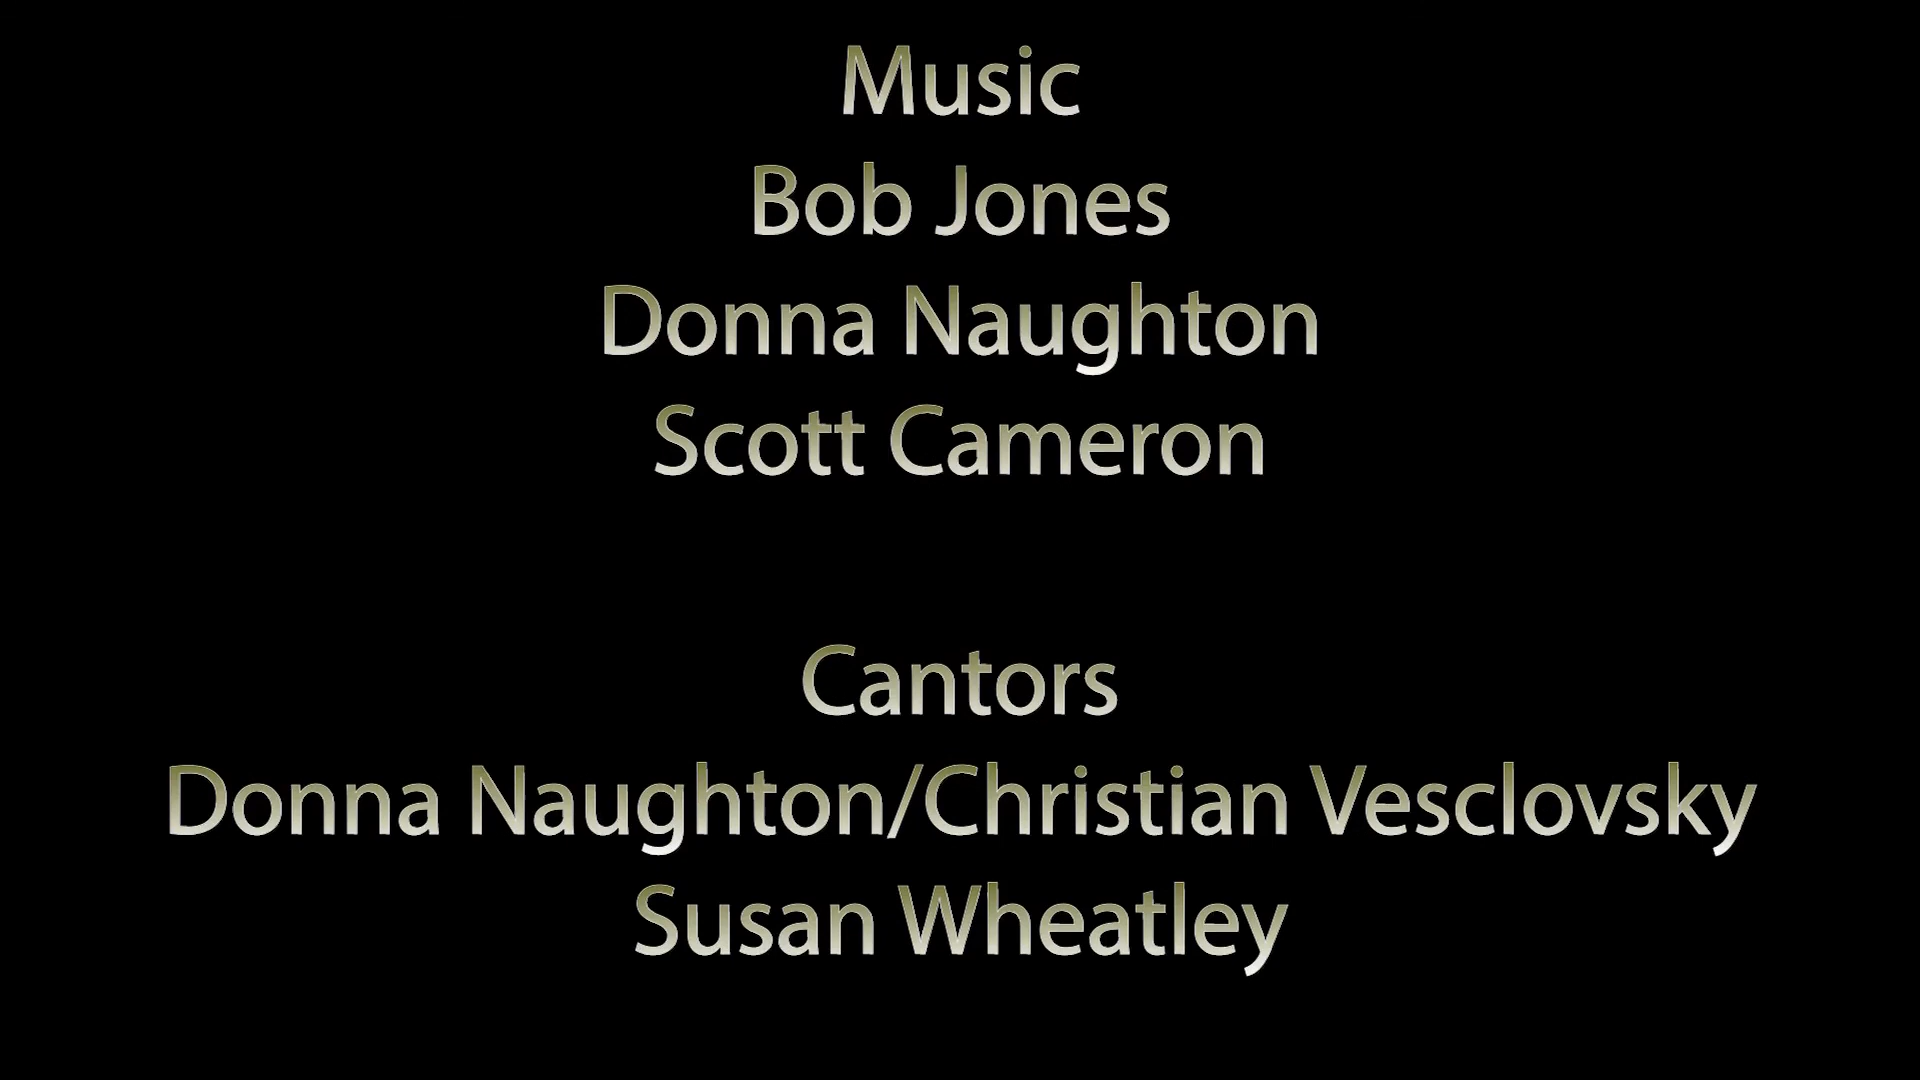 Music
Bob Jones
Donna Naughton
Scott Cameron
Cantors
Donna Naughton/Christian Vesclovsky
Susan Wheatley